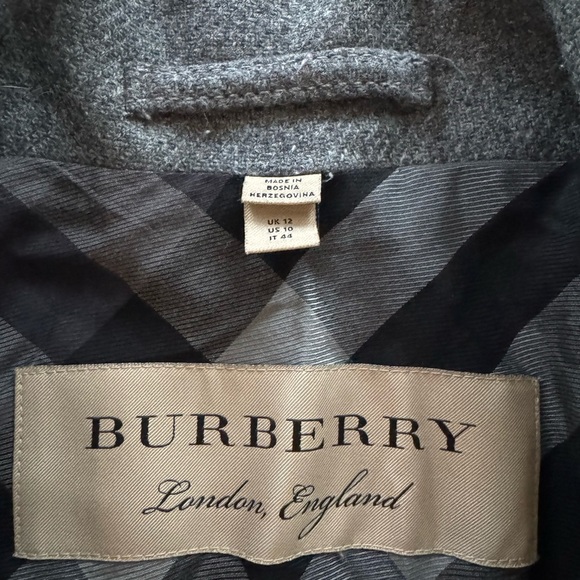 MADE IN
BOSNIA
HERZEGOVINA
UK 12
US 10
IT 44
BURBERRY
London, England